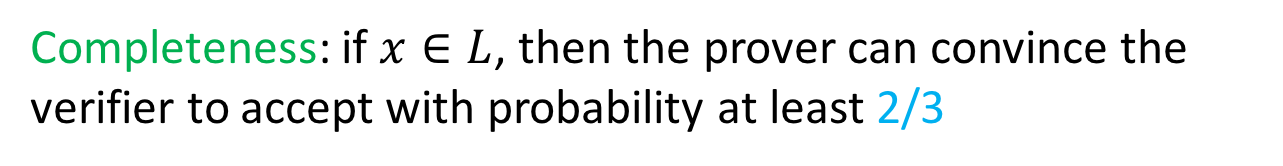 Completeness: if 𝑥 ∈ 𝐿, then the prover can convince the
verifier to accept with probability at least 2/3